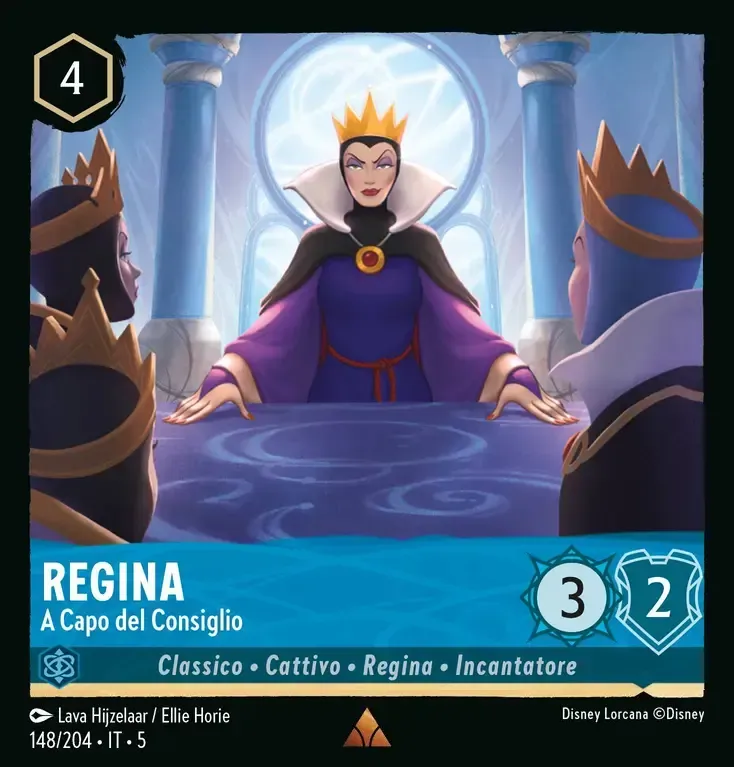 4
REGINA
A Capo del Consiglio
3
2
Classico • Cattivo • Regina • Incantatore
Lava Hijzelaar / Ellie Horie
Disney Lorcana ©Disney
148/204 • IT • 5